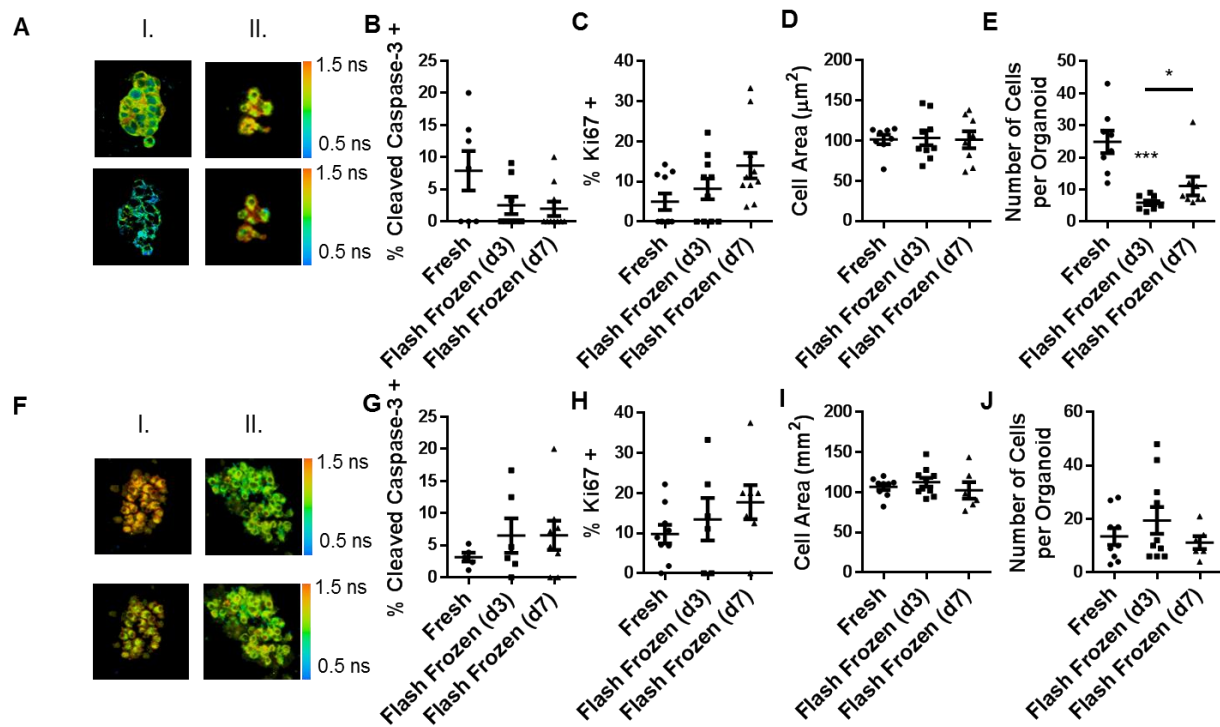 A
I.
II.
1.5 ns
0.5 ns
1.5 ns
0.5 ns
B
% Cleaved Caspase-3 +
25
20
15
10
5
0
Fresh
Flash Frozen (d3)
Flash Frozen (d7)
C
% Ki67 +
40
30
20
10
0
Fresh
Flash Frozen (d3)
Flash Frozen (d7)
D
Cell Area (μm²)
200
150
100
50
0
Fresh
Flash Frozen (d3)
Flash Frozen (d7)
E
Number of Cells
per Organoid
50
40
30
20
10
0
***
*
Fresh
Flash Frozen (d3)
Flash Frozen (d7)
F
I.
II.
1.5 ns
0.5 ns
1.5 ns
0.5 ns
G
% Cleaved Caspase-3 +
25
20
15
10
5
0
Fresh
Flash Frozen (d3)
Flash Frozen (d7)
H
% Ki67 +
40
30
20
10
0
Fresh
Flash Frozen (d3)
Flash Frozen (d7)
I
Cell Area (mm²)
200
150
100
50
0
Fresh
Flash Frozen (d3)
Flash Frozen (d7)
J
Number of Cells
per Organoid
60
40
20
0
Fresh
Flash Frozen (d3)
Flash Frozen (d7)